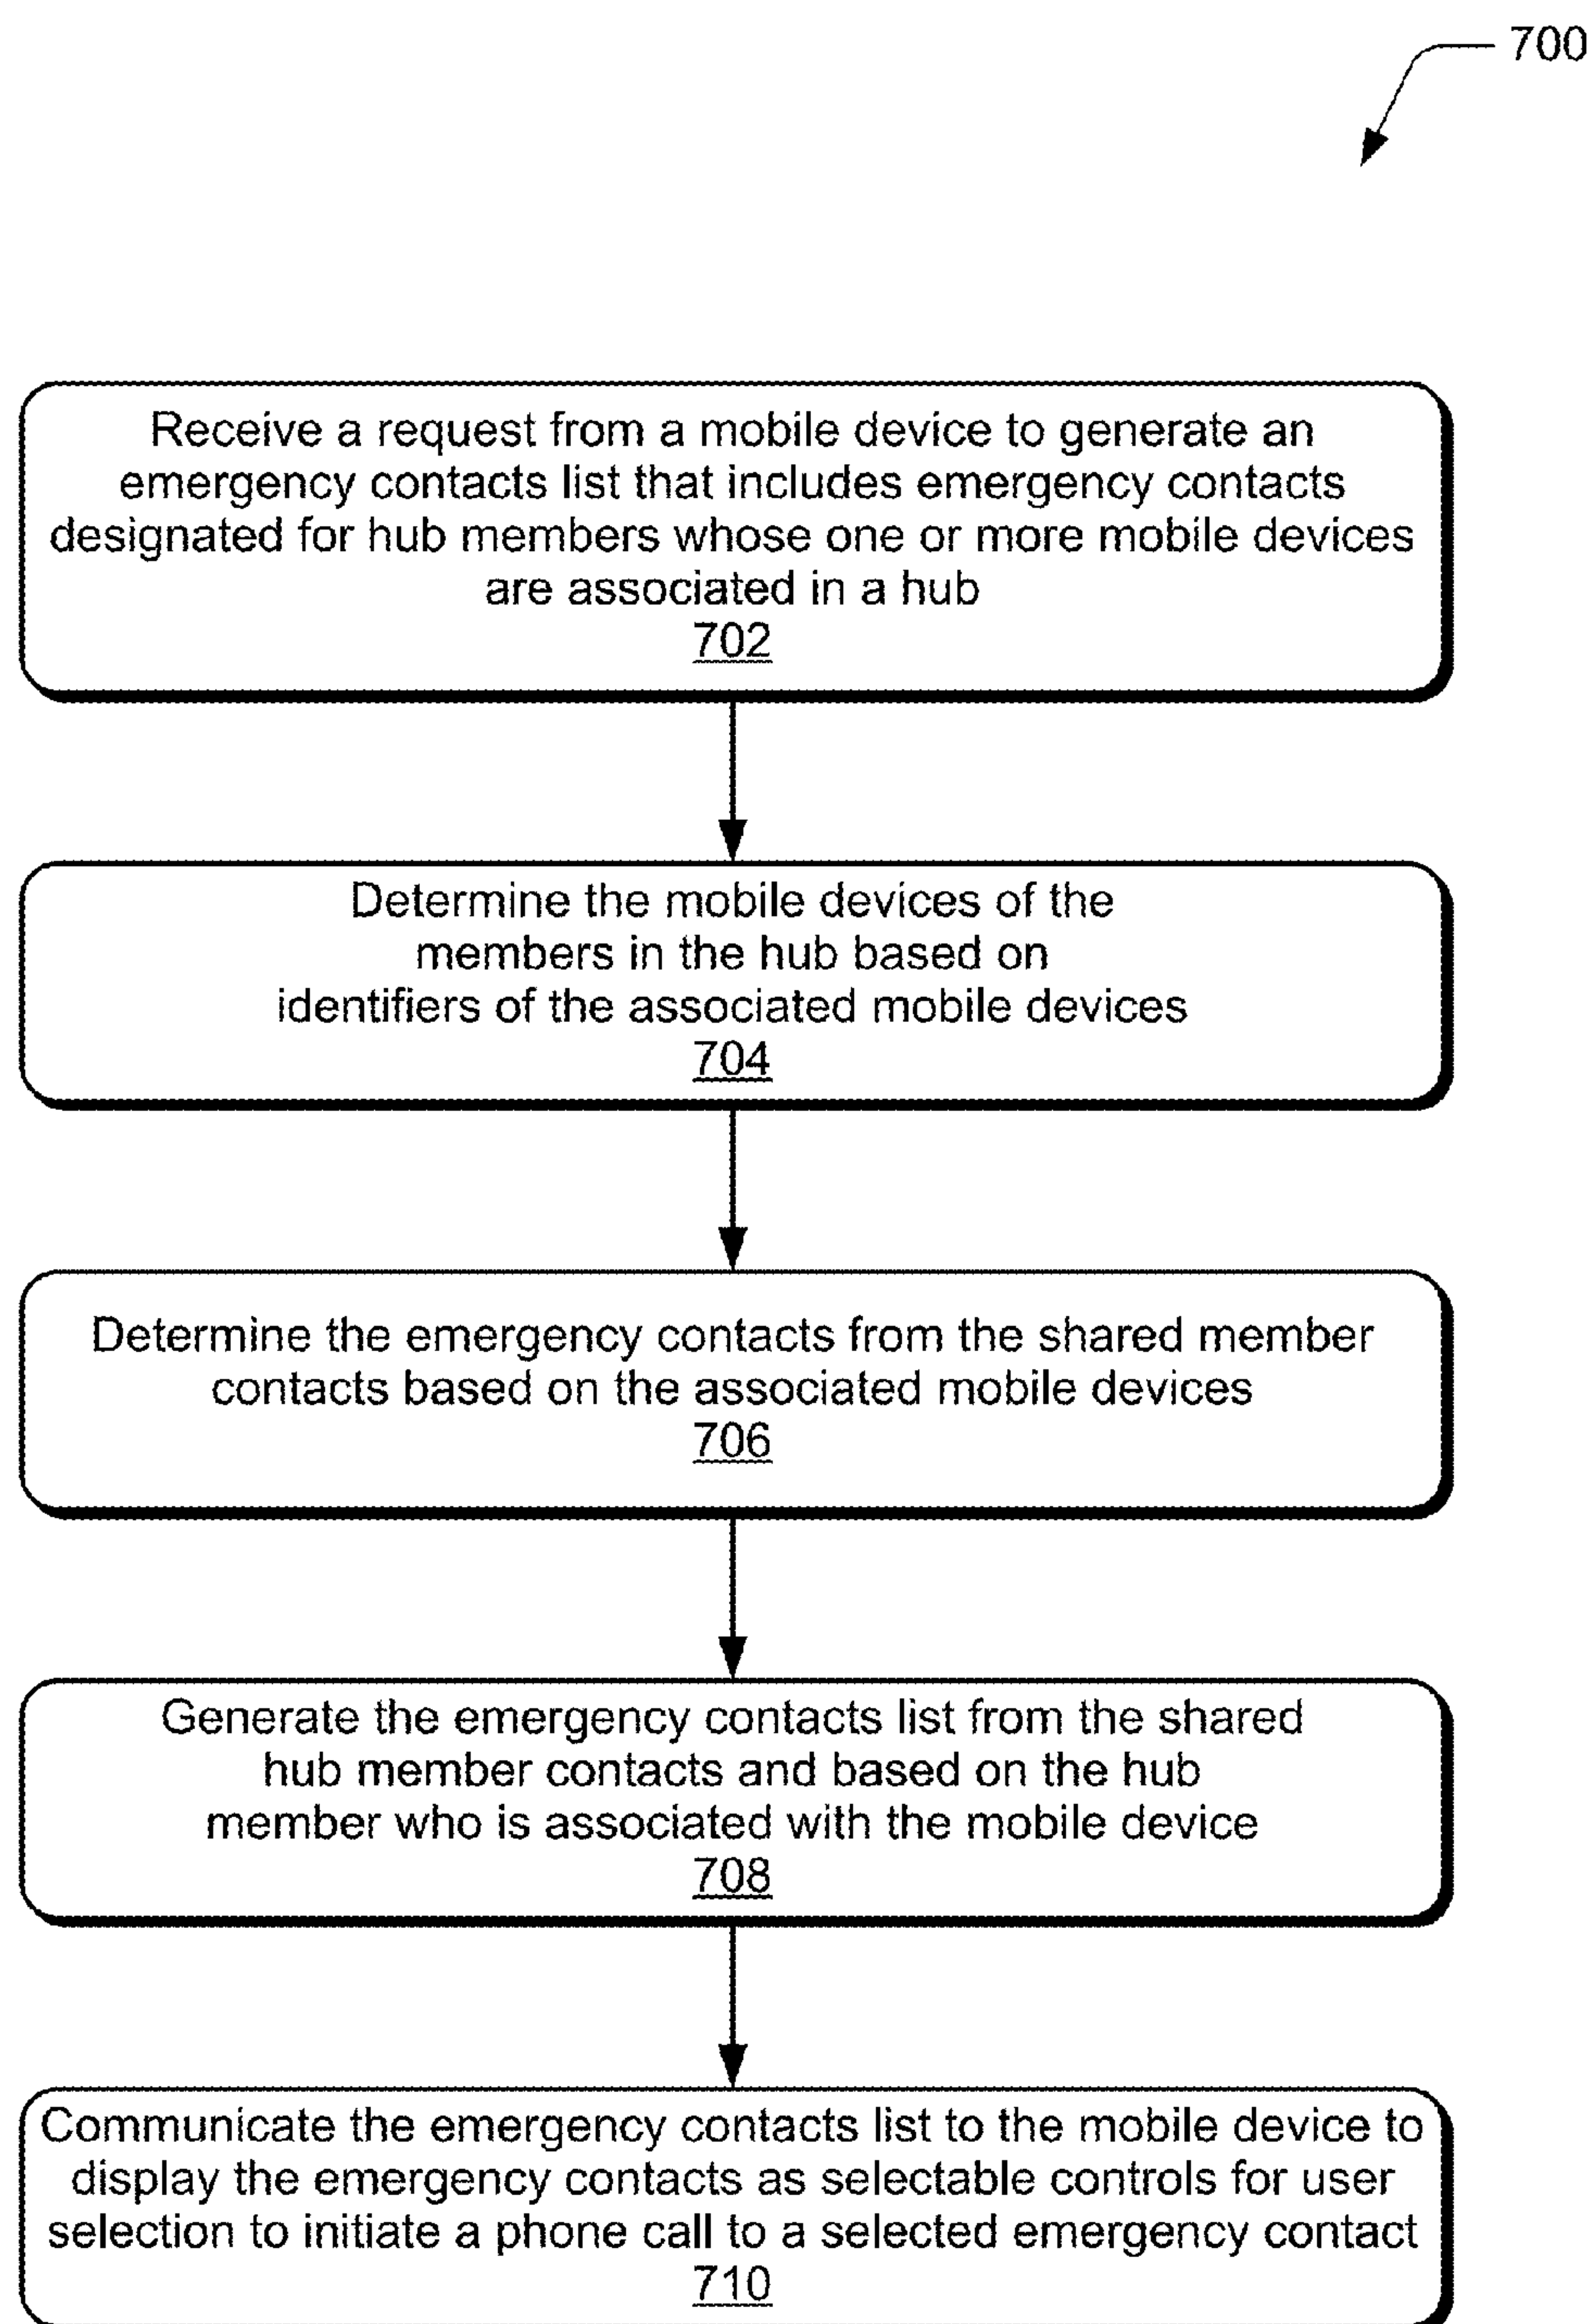 700
Receive a request from a mobile device to generate an
emergency contacts list that includes emergency contacts
designated for hub members whose one or more mobile devices
are associated in a hub
702
Determine the mobile devices of the
members in the hub based on
identifiers of the associated mobile devices
704
Determine the emergency contacts from the shared member
contacts based on the associated mobile devices
706
Generate the emergency contacts list from the shared
hub member contacts and based on the hub
member who is associated with the mobile device
708
Communicate the emergency contacts list to the mobile device to
display the emergency contacts as selectable controls for user
selection to initiate a phone call to a selected emergency contact
710